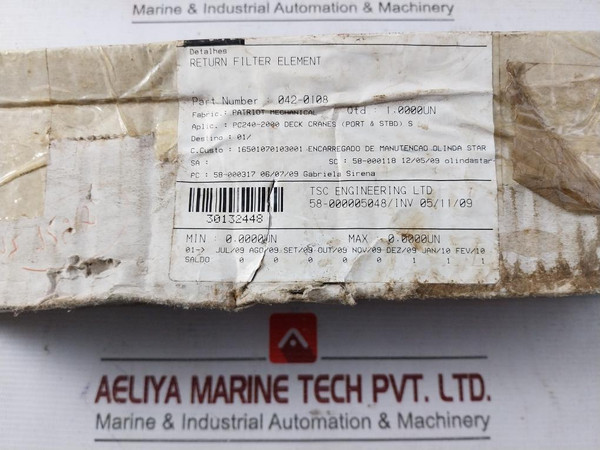 Marine & Industrial Automation & Machinery
Detalhes
RETURN FILTER ELEMENT
Part Number : 042-0108
Fabric.: PATRIOT MECHANICAL Qtd : 1.0000UN
Aplic. : PC240-2000 DECK CRANES (PORT & STBD) S
Destino : 01/
C.Custo : 16501070103001 ENCARREGADO DE MANUTENCAO OLINDA STAR
SA : SC : 58-000118 12/05/09 olindastar
PC : 58-000317 06/07/09 Gabriela Sirena
TSC ENGINEERING LTD
58-000005048/INV 05/11/09
30132448
MIN : 0.0000UN MAX : 0.0000UN
01-> JUL/09 AGO/09 SET/09 OUT/09 NOV/09 DEZ/09 JAN/10 FEV/10
SALDO 0 0 0 0 0 1 1 1
AELIYA MARINE TECH PVT. LTD.
Marine & Industrial Automation & Machinery